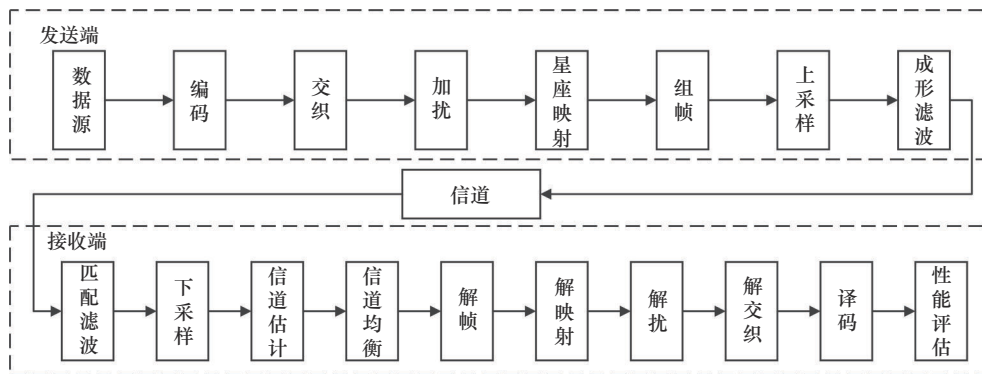 发送端
数据源
编码
交织
加扰
星座映射
组帧
上采样
成形滤波
信道
接收端
匹配滤波
下采样
信道估计
信道均衡
解帧
解映射
解扰
解交织
译码
性能评估